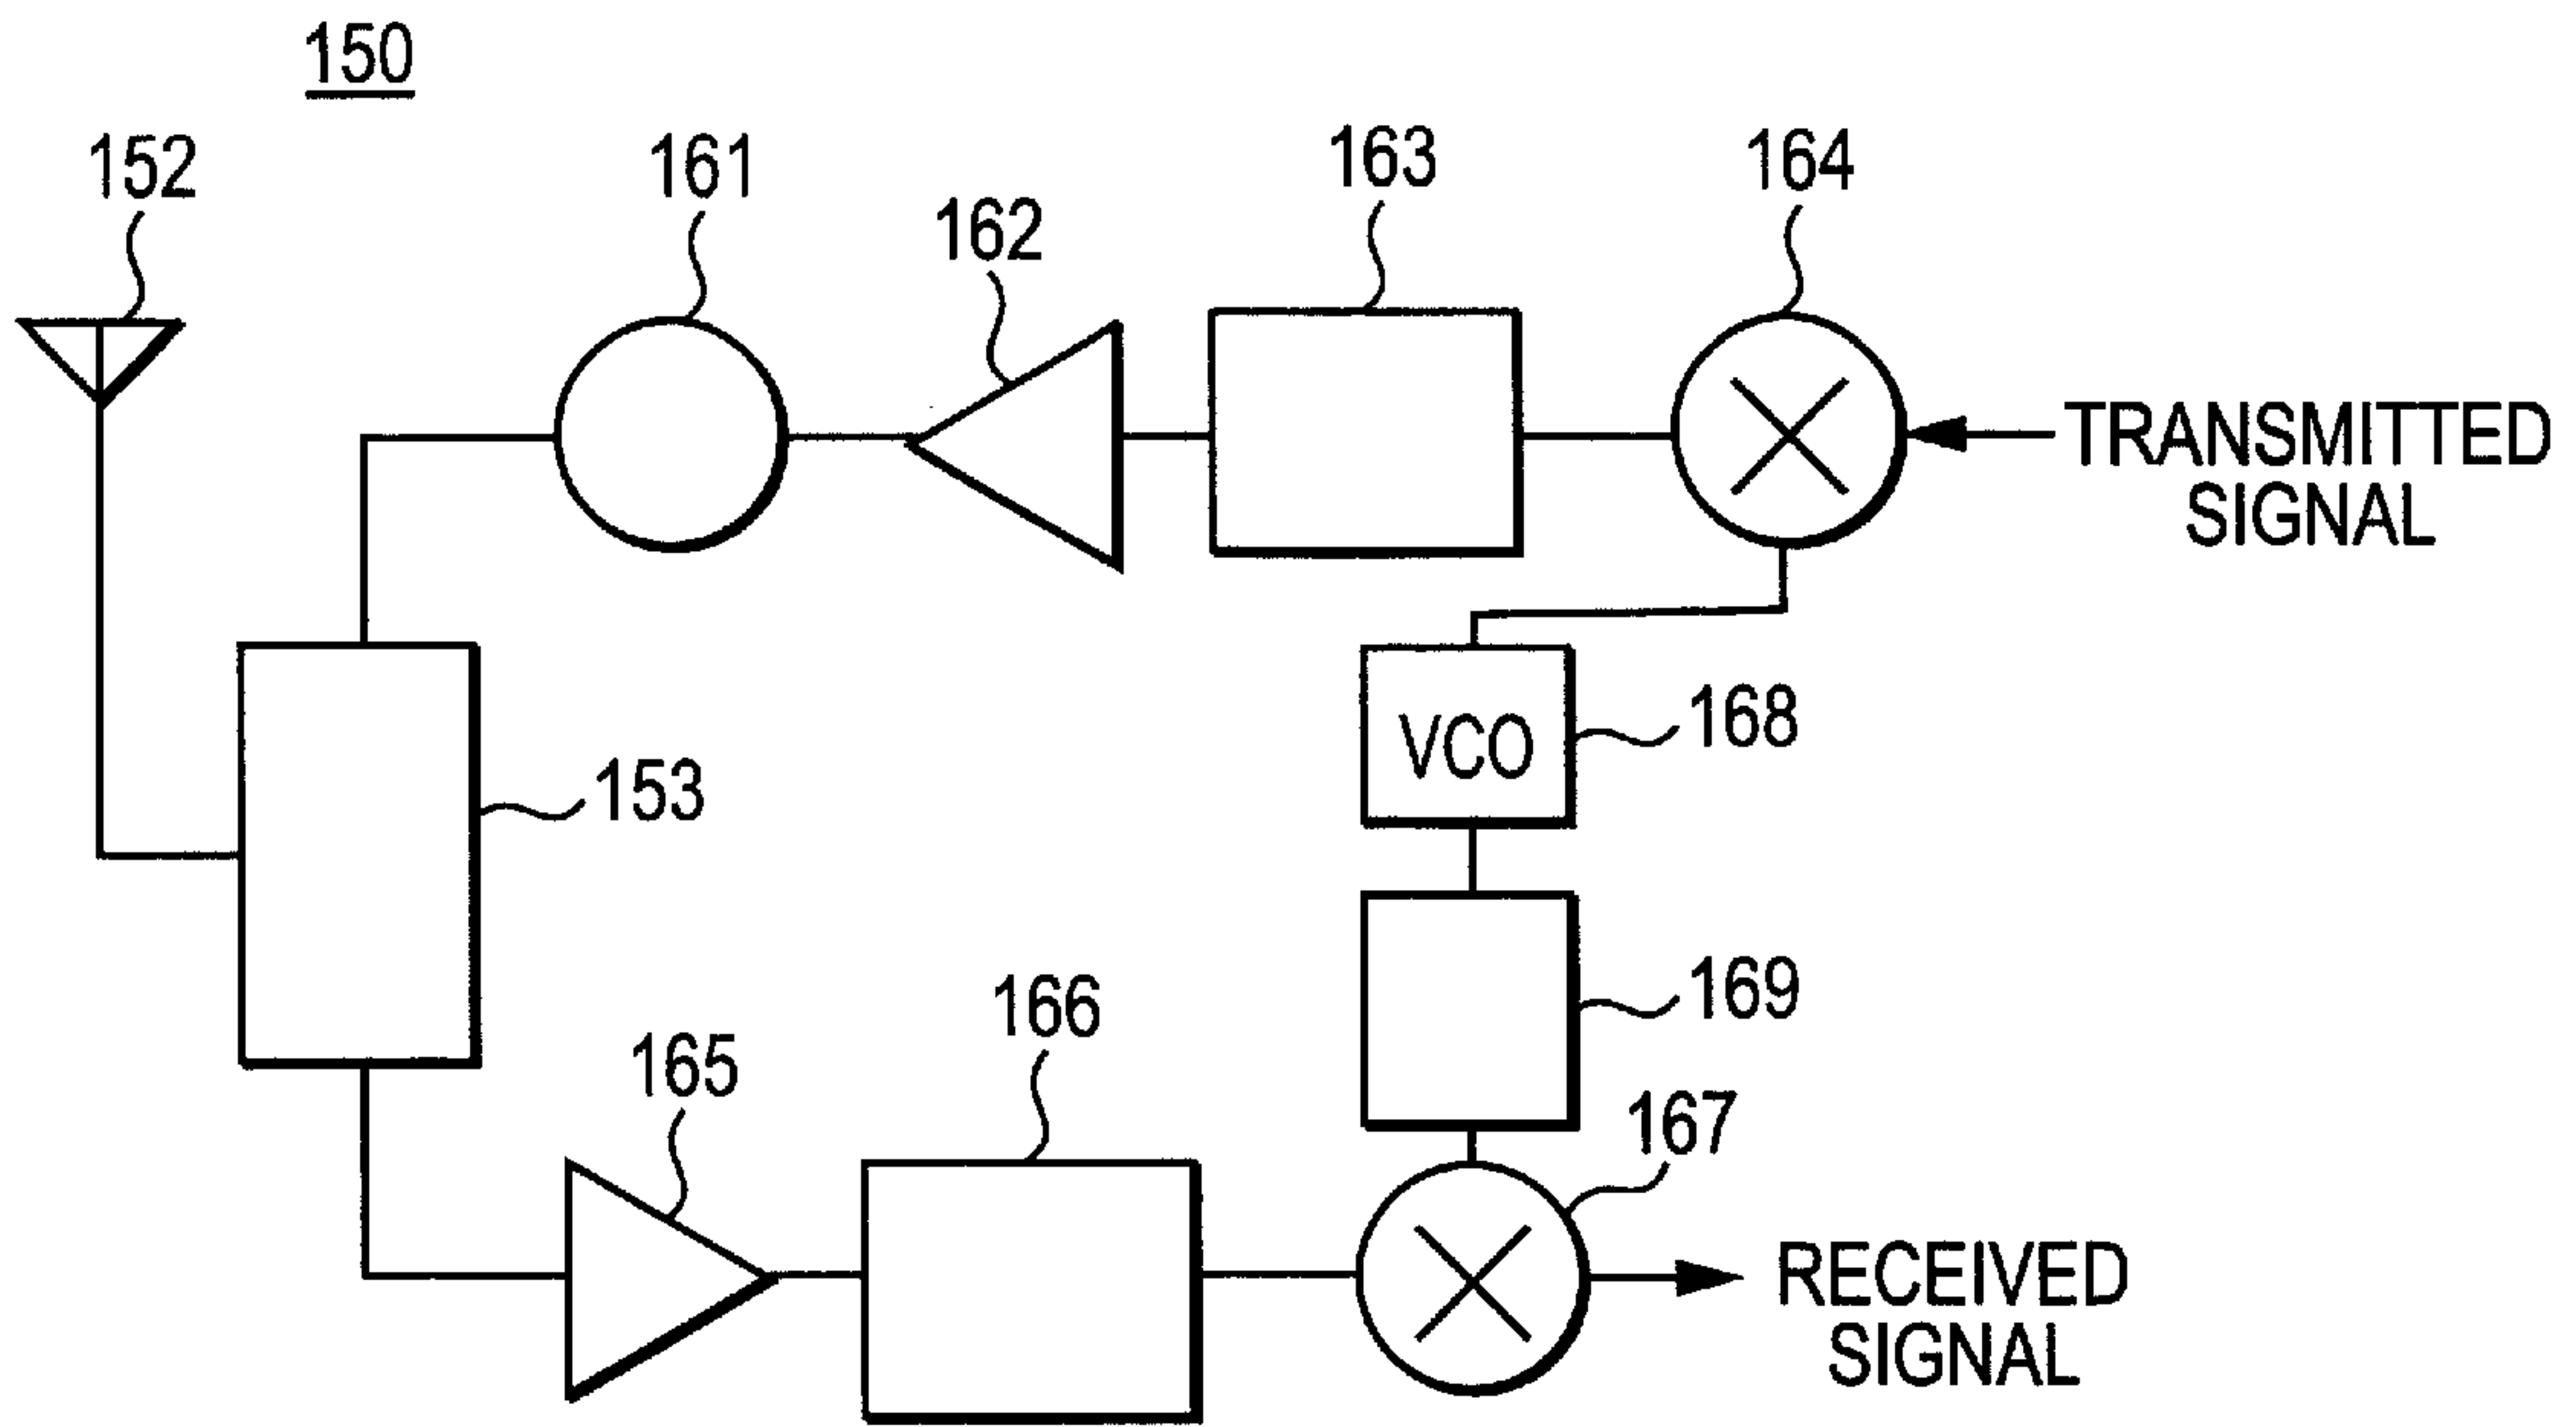 150
152
161
162
163
164
TRANSMITTED
SIGNAL
VCO
168
153
169
165
166
167
RECEIVED
SIGNAL